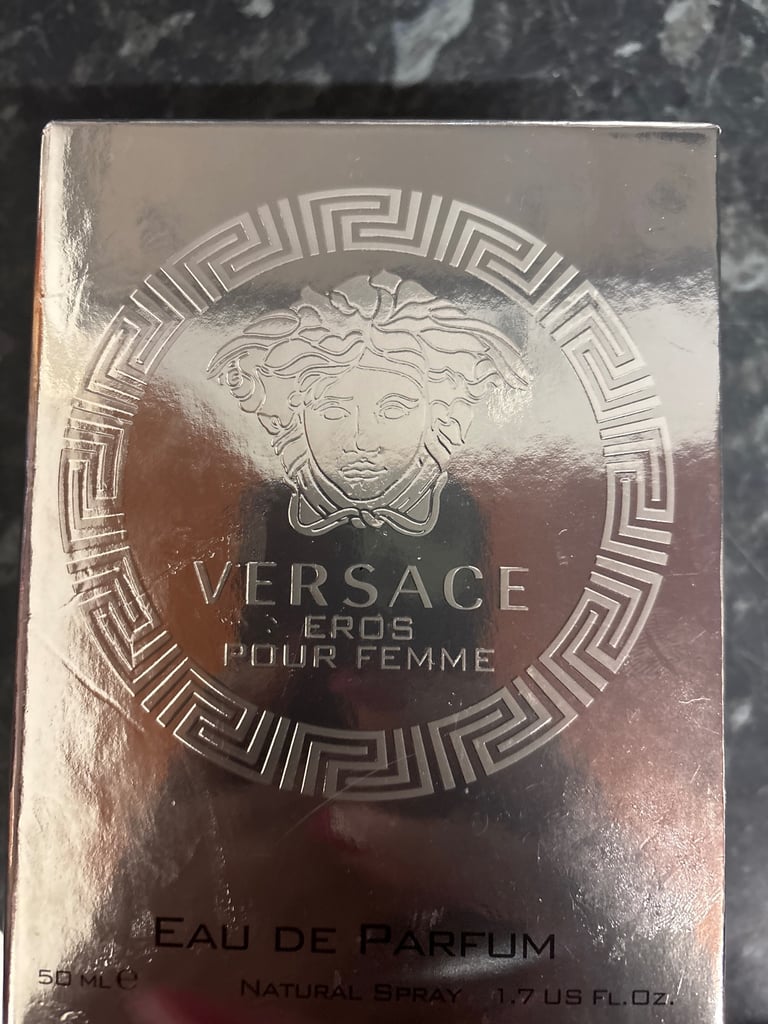 VERSACE
EROS
POUR FEMME
EAU DE PARFUM
50 ML ℮ NATURAL SPRAY 1.7 US FL.OZ.